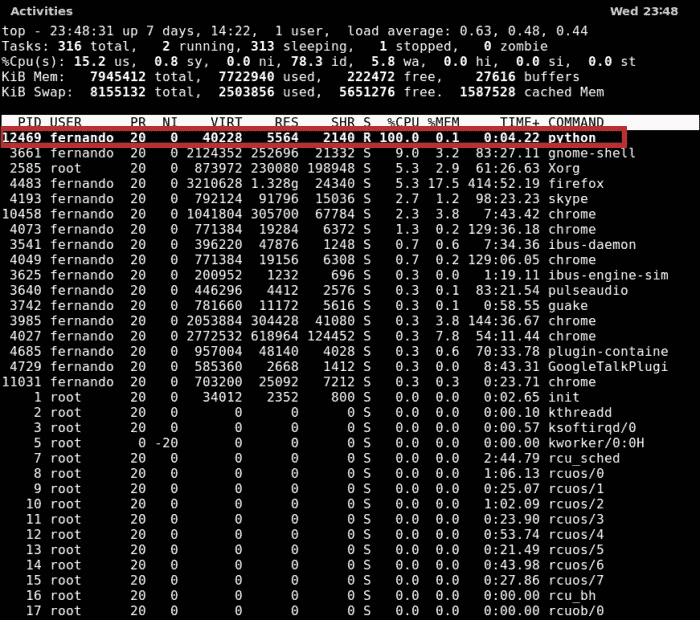 Activities Wed 23:48
top - 23:48:31 up 7 days, 14:22,  1 user,  load average: 0.63, 0.48, 0.44
Tasks: 316 total,   2 running, 313 sleeping,   1 stopped,   0 zombie
%Cpu(s): 15.2 us,  0.8 sy,  0.0 ni, 78.3 id,  5.8 wa,  0.0 hi,  0.0 si,  0.0 st
KiB Mem:   7945412 total,  7722940 used,   222472 free,    27616 buffers
KiB Swap:  8155132 total,  2503856 used,  5651276 free.  1587528 cached Mem
PID USER PR NI VIRT RES SHR S %CPU %MEM TIME+ COMMAND
12469 fernando 20 0 40228 5564 2140 R 100.0 0.1 0:04.22 python
3661 fernando 20 0 2124352 252696 21332 S 9.0 3.2 83:27.11 gnome-shell
2585 root 20 0 873972 230080 198948 S 5.3 2.9 61:26.63 Xorg
4483 fernando 20 0 3210628 1.328g 24340 S 5.3 17.5 414:52.19 firefox
4193 fernando 20 0 792124 91796 15036 S 2.7 1.2 98:23.23 skype
10458 fernando 20 0 1041804 305700 67784 S 2.3 3.8 7:43.42 chrome
4073 fernando 20 0 771384 19284 6372 S 1.3 0.2 129:36.18 chrome
3541 fernando 20 0 396220 47876 1248 S 0.7 0.6 7:34.36 ibus-daemon
4049 fernando 20 0 771384 19156 6308 S 0.7 0.2 129:06.05 chrome
3625 fernando 20 0 200952 1232 696 S 0.3 0.0 1:19.11 ibus-engine-sim
3640 fernando 20 0 446296 4412 2576 S 0.3 0.1 83:21.54 pulseaudio
3742 fernando 20 0 781660 11172 5616 S 0.3 0.1 0:58.55 guake
3985 fernando 20 0 2053884 304428 41080 S 0.3 3.8 144:36.67 chrome
4027 fernando 20 0 2772532 618964 124452 S 0.3 7.8 54:11.44 chrome
4685 fernando 20 0 957004 48140 4028 S 0.3 0.6 70:33.78 plugin-containe
4729 fernando 20 0 585360 2668 1412 S 0.3 0.0 8:43.31 GoogleTalkPlugi
11031 fernando 20 0 703200 25092 7212 S 0.3 0.3 0:23.71 chrome
1 root 20 0 34012 2352 800 S 0.0 0.0 0:02.65 init
2 root 20 0 0 0 0 S 0.0 0.0 0:00.10 kthreadd
3 root 20 0 0 0 0 S 0.0 0.0 0:00.57 ksoftirqd/0
5 root 0 -20 0 0 0 S 0.0 0.0 0:00.00 kworker/0:0H
7 root 20 0 0 0 0 S 0.0 0.0 2:44.79 rcu_sched
8 root 20 0 0 0 0 S 0.0 0.0 1:06.13 rcuos/0
9 root 20 0 0 0 0 S 0.0 0.0 0:25.07 rcuos/1
10 root 20 0 0 0 0 S 0.0 0.0 1:02.09 rcuos/2
11 root 20 0 0 0 0 S 0.0 0.0 0:23.90 rcuos/3
12 root 20 0 0 0 0 S 0.0 0.0 0:53.74 rcuos/4
13 root 20 0 0 0 0 S 0.0 0.0 0:21.49 rcuos/5
14 root 20 0 0 0 0 S 0.0 0.0 0:43.98 rcuos/6
15 root 20 0 0 0 0 S 0.0 0.0 0:27.86 rcuos/7
16 root 20 0 0 0 0 S 0.0 0.0 0:00.00 rcu_bh
17 root 20 0 0 0 0 S 0.0 0.0 0:00.00 rcuob/0